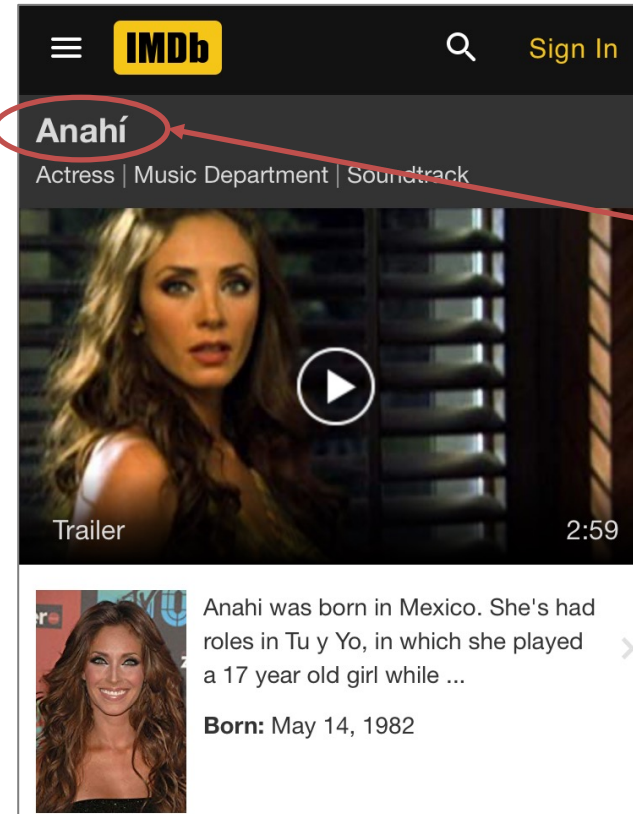 IMDb Sign In
Anahí
Actress | Music Department | Soundtrack
Trailer 2:59
Anahi was born in Mexico. She's had
roles in Tu y Yo, in which she played
a 17 year old girl while ...
Born: May 14, 1982